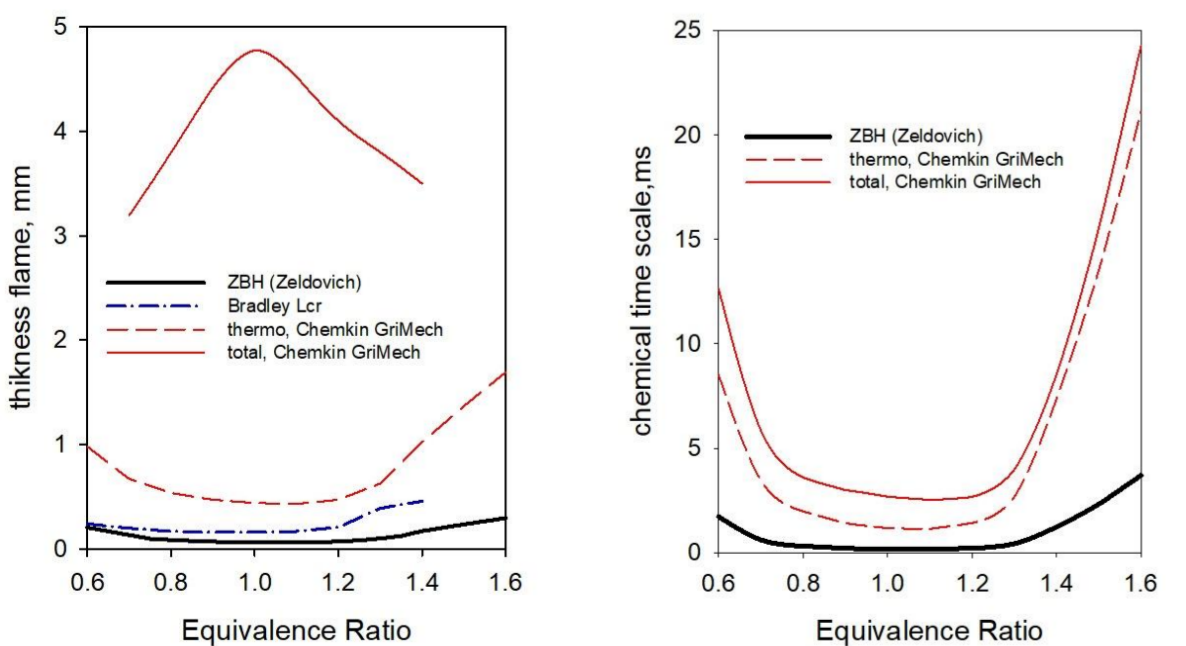 5
4
3
2
1
0
thikness flame, mm
ZBH (Zeldovich)
Bradley Lcr
thermo, Chemkin GriMech
total, Chemkin GriMech
0.6 0.8 1.0 1.2 1.4 1.6
Equivalence Ratio
25
20
15
10
5
0
chemical time scale,ms
ZBH (Zeldovich)
thermo, Chemkin GriMech
total, Chemkin GriMech
0.6 0.8 1.0 1.2 1.4 1.6
Equivalence Ratio